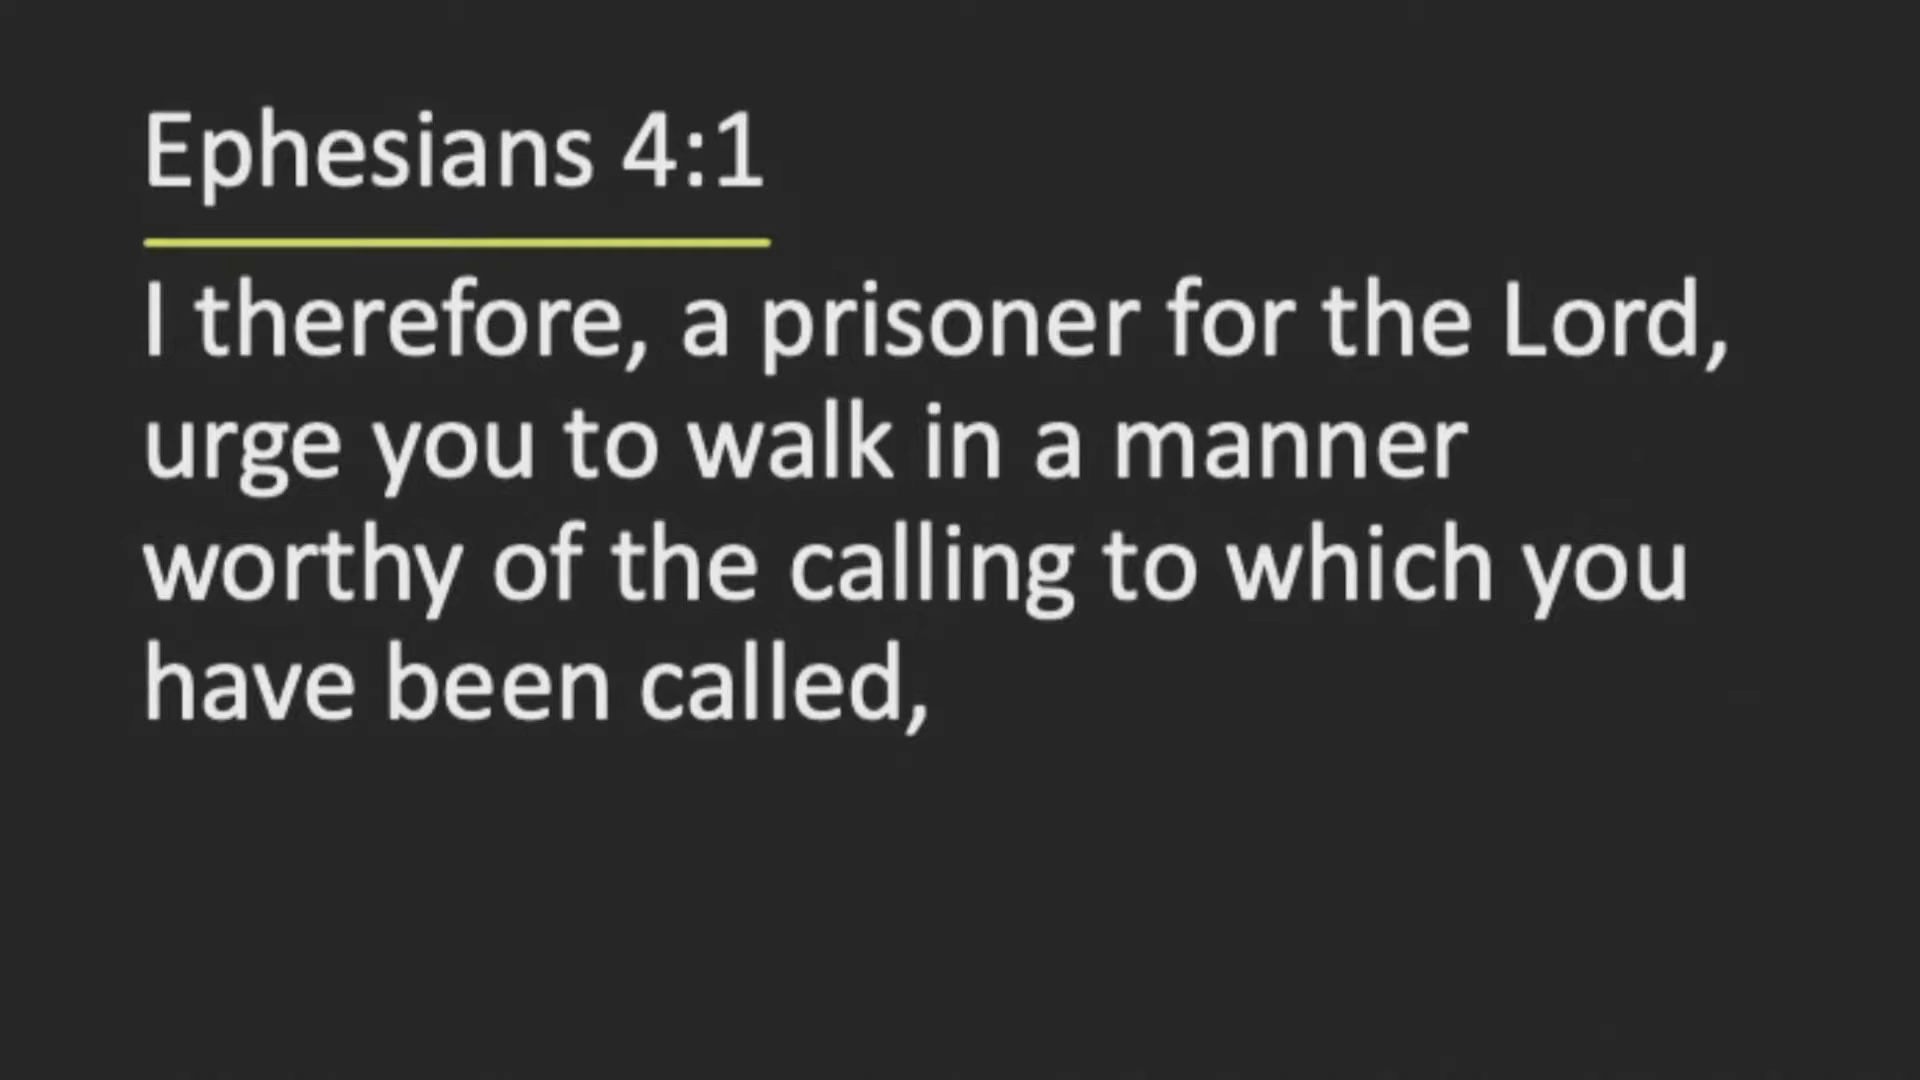 Ephesians 4:1
I therefore, a prisoner for the Lord,
urge you to walk in a manner
worthy of the calling to which you
have been called,